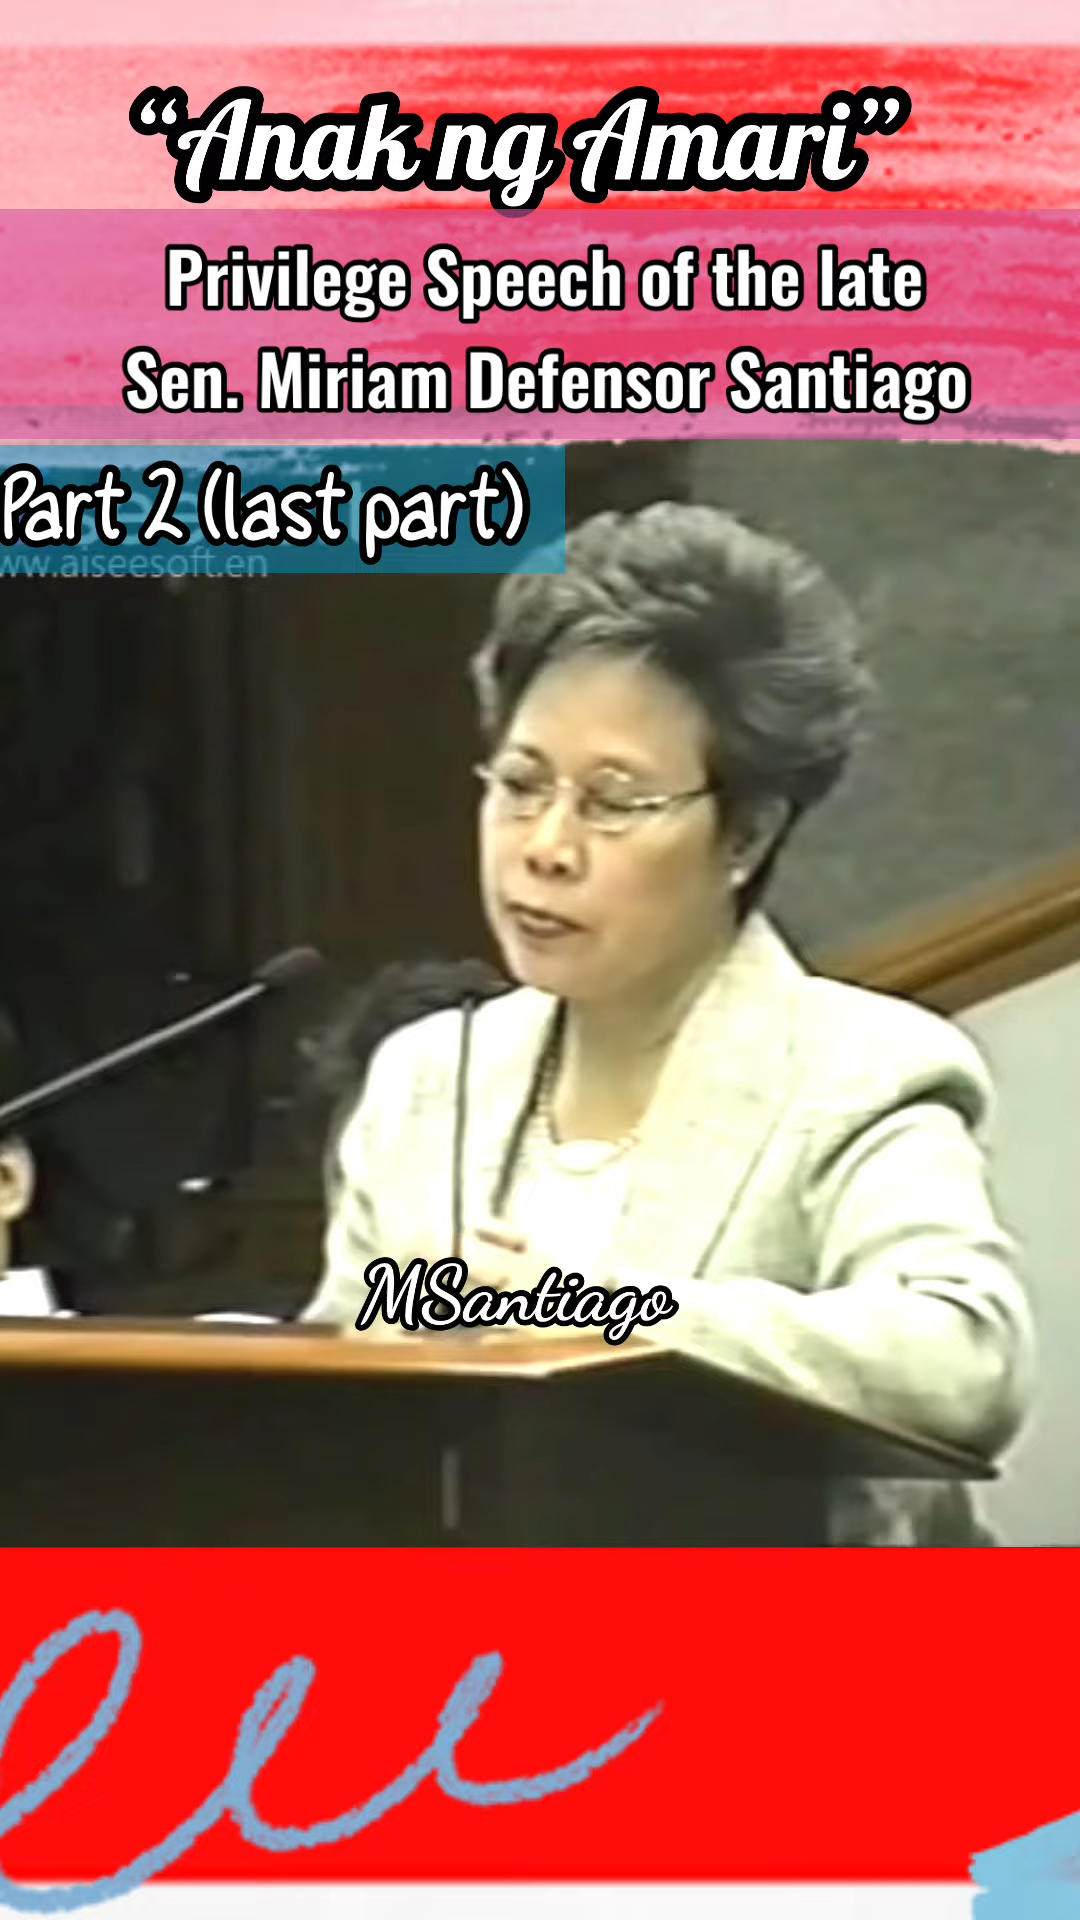 “Anak ng Amari”
Privilege Speech of the late
Sen. Miriam Defensor Santiago
Part 2 (last part)
ww.aiseesoft.en
MSantiago